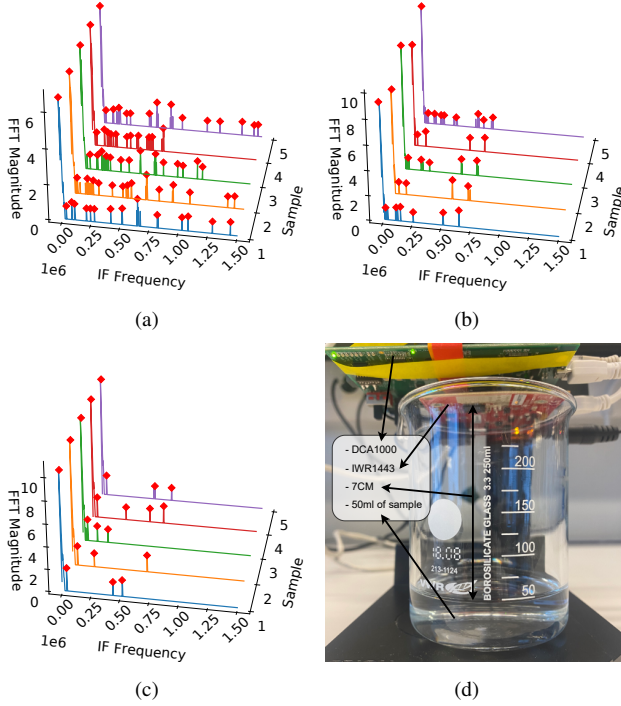 FFT Magnitude
6
4
2
0
0.00
0.25
0.50
0.75
1.00
1.25
1.50
1e6
IF Frequency
1
2
3
4
5
Sample
(a)
FFT Magnitude
10
8
6
4
2
0
0.00
0.25
0.50
0.75
1.00
1.25
1.50
1e6
IF Frequency
1
2
3
4
5
Sample
(b)
FFT Magnitude
10
8
6
4
2
0
0.00
0.25
0.50
0.75
1.00
1.25
1.50
1e6
IF Frequency
1
2
3
4
5
Sample
(c)
- DCA1000
- IWR1443
- 7CM
- 50ml of sample
BOROSILICATE GLASS 3.3 250ml
200
150
100
50
18.08
213-1124
(d)